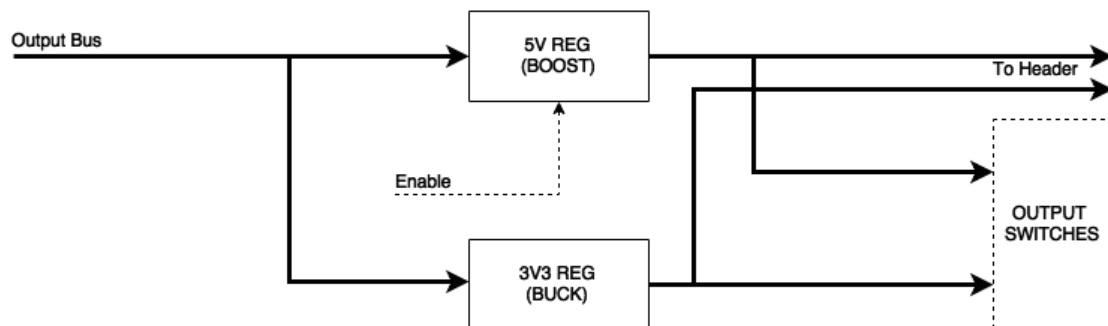 Output Bus
5V REG
(BOOST)
To Header
Enable
OUTPUT
SWITCHES
3V3 REG
(BUCK)